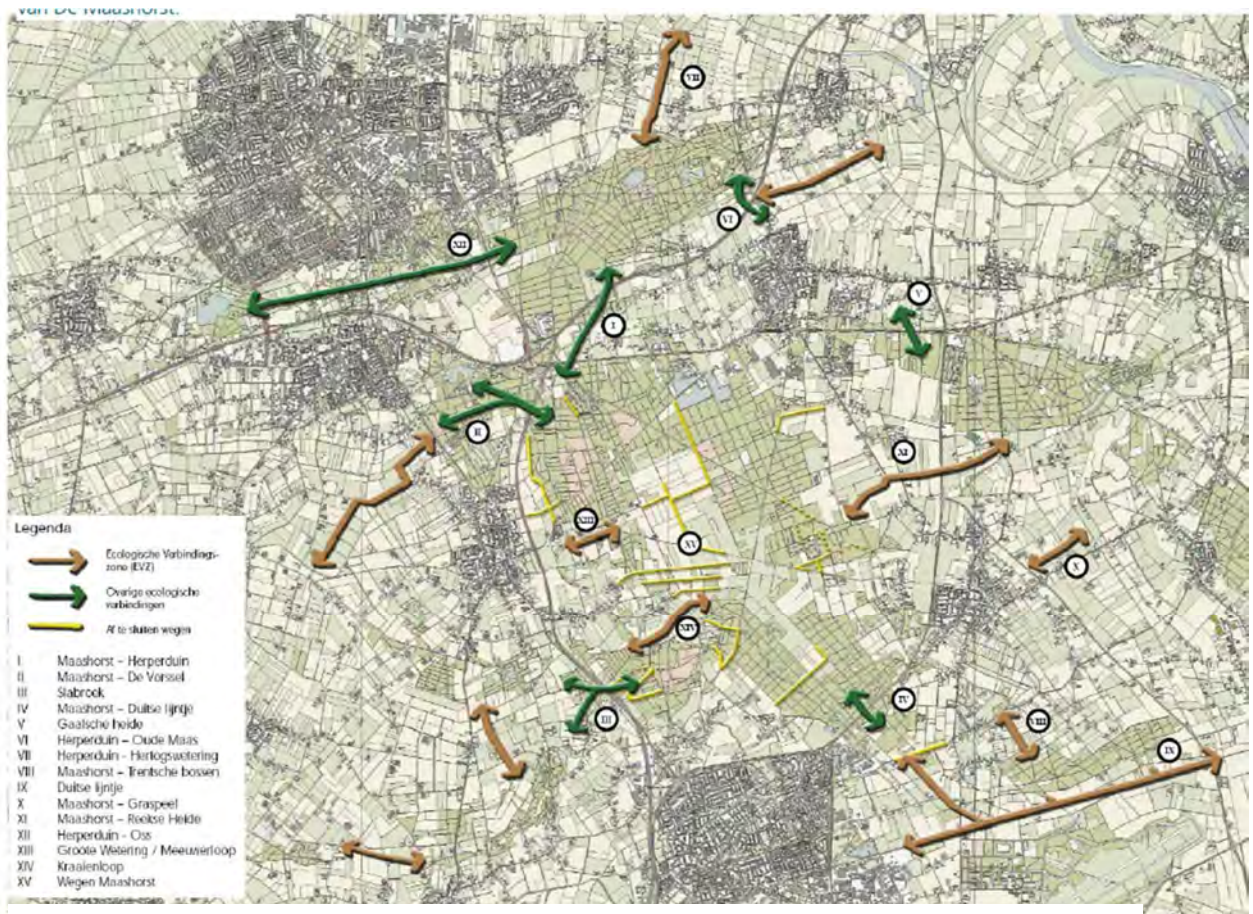 van De Maashorst.
XII
VII
VI
I
V
II
XI
XIII
XV
X
XIV
III
IV
VIII
IX
Legenda
Ecologische Verbindings-
zone (EVZ)
Overige ecologische
verbindingen
Af te sluiten wegen
I Maashorst – Herperduin
II Maashorst – De Vorssel
III Slabroek
IV Maashorst – Duitse lijntje
V Gaalsche heide
VI Herperduin – Oude Maas
VII Herperduin - Hertogswetering
VIII Maashorst – Trentsche bossen
IX Duitse lijntje
X Maashorst – Graspeel
XI Maashorst – Reekse Heide
XII Herperduin - Oss
XIII Groote Wetering / Meeuwerloop
XIV Kraaienloop
XV Wegen Maashorst